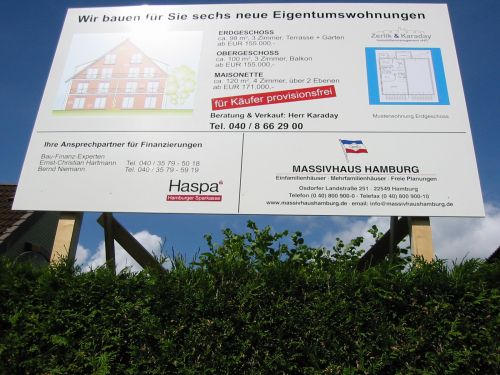 Wir bauen für Sie sechs neue Eigentumswohnungen
ERDGESCHOSS
ca. 98 m², 3 Zimmer, Terrasse + Garten
ab EUR 155.000,-
OBERGESCHOSS
ca. 100 m², 3 Zimmer, Balkon
ab EUR 155.000,-
MAISONETTE
ca. 120 m², 4 Zimmer, über 2 Ebenen
ab EUR 171.000,-
für Käufer provisionsfrei
Beratung & Verkauf: Herr Karaday
Tel. 040 / 8 66 29 00
Zerlik & Karaday
Musterwohnung Erdgeschoss
Ihre Ansprechpartner für Finanzierungen
Bau-Finanz-Experten
Ernst-Christian Hartmann Tel. 040 / 35 79 - 50 18
Bernd Niemann Tel. 040 / 35 79 - 59 19
Haspa
Hamburger Sparkasse
MASSIVHAUS HAMBURG
Einfamilienhäuser · Mehrfamilienhäuser · Freie Planungen
Osdorfer Landstraße 251 · 22549 Hamburg
Telefon (0 40) 800 900-0 · Telefax (0 40) 800 900-10
www.massivhaushamburg.de · email: info@massivhaushamburg.de